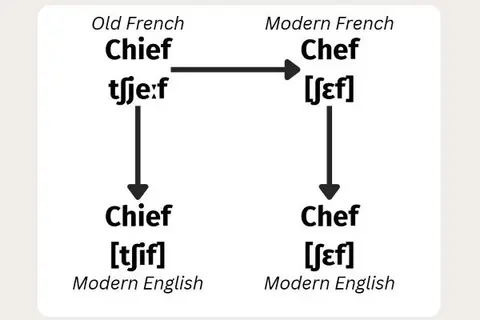 Old French
Chief
tʃjeːf
Modern French
Chef
[ʃɛf]
Chief
[tʃif]
Modern English
Chef
[ʃɛf]
Modern English